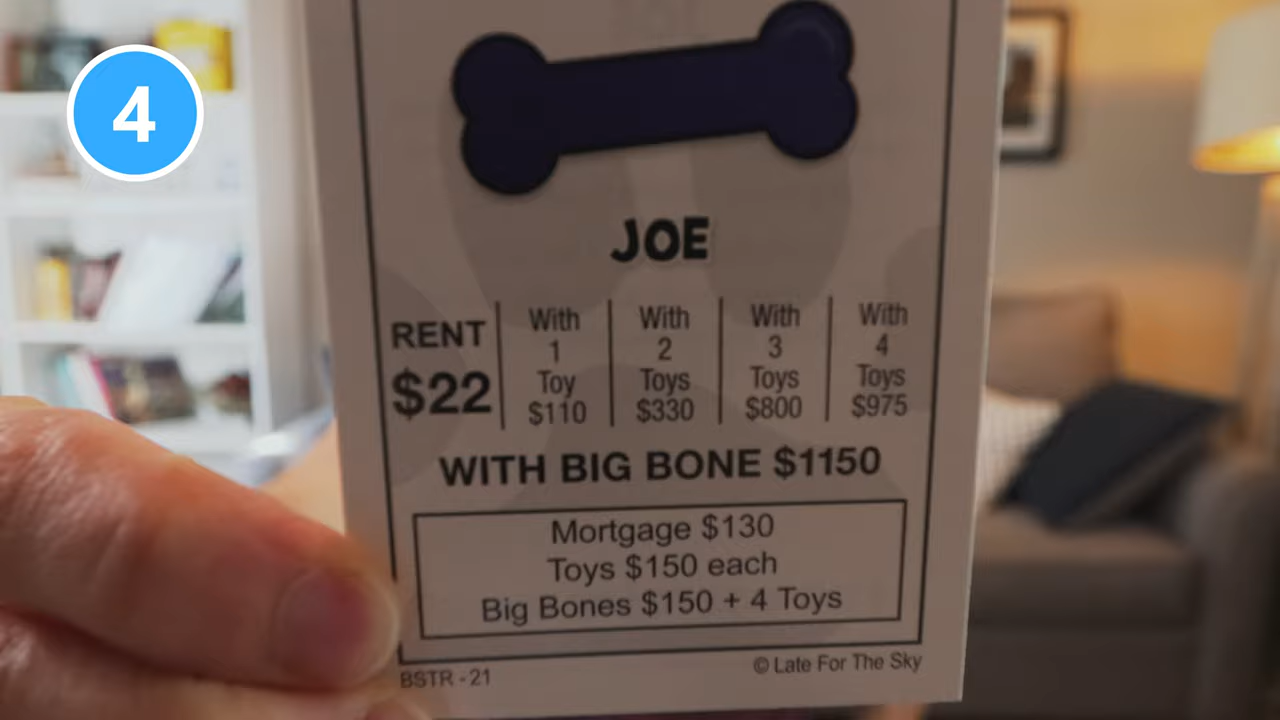 4
JOE
RENT
$22
With
1
Toy
$110
With
2
Toys
$330
With
3
Toys
$800
With
4
Toys
$975
WITH BIG BONE $1150
Mortgage $130
Toys $150 each
Big Bones $150 + 4 Toys
BSTR - 21
© Late For The Sky